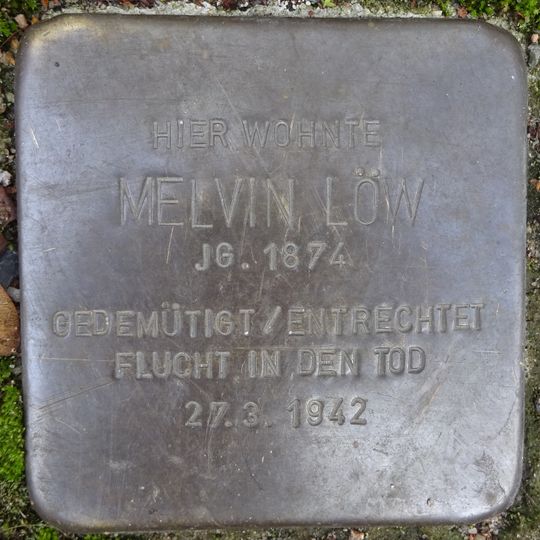 HIER WOHNTE
MELVIN LÖW
JG. 1874
GEDEMÜTIGT/ENTRECHTET
FLUCHT IN DEN TOD
27.3. 1942